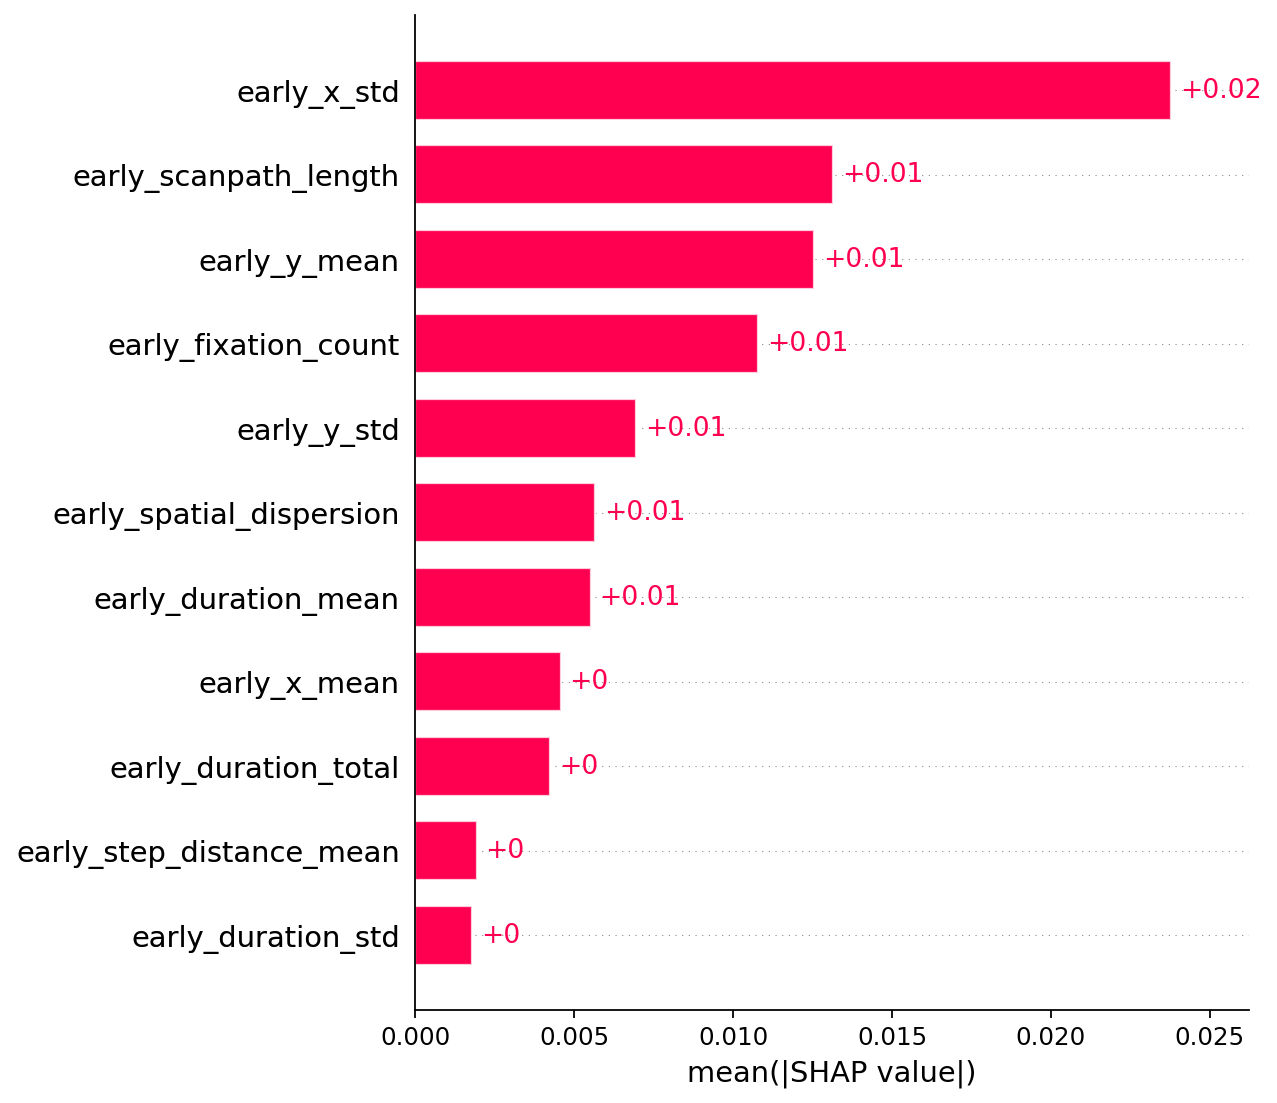 early_x_std +0.02
early_scanpath_length +0.01
early_y_mean +0.01
early_fixation_count +0.01
early_y_std +0.01
early_spatial_dispersion +0.01
early_duration_mean +0.01
early_x_mean +0
early_duration_total +0
early_step_distance_mean +0
early_duration_std +0
0.000 0.005 0.010 0.015 0.020 0.025
mean(|SHAP value|)